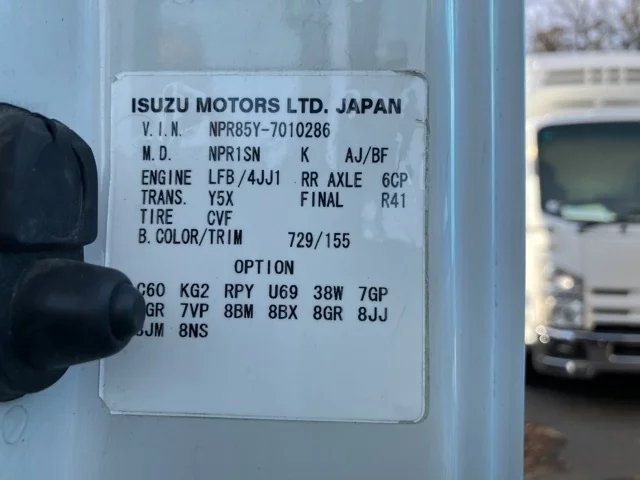 ISUZU MOTORS LTD. JAPAN
V.I.N. NPR85Y-7010286
M.D. NPR1SN K AJ/BF
ENGINE LFB/4JJ1 RR AXLE 6CP
TRANS. Y5X FINAL R41
TIRE CVF
B.COLOR/TRIM 729/155
OPTION
KG2 RPY U69 38W 7GP
7VP 8BM 8BX 8GR 8JJ
8NS